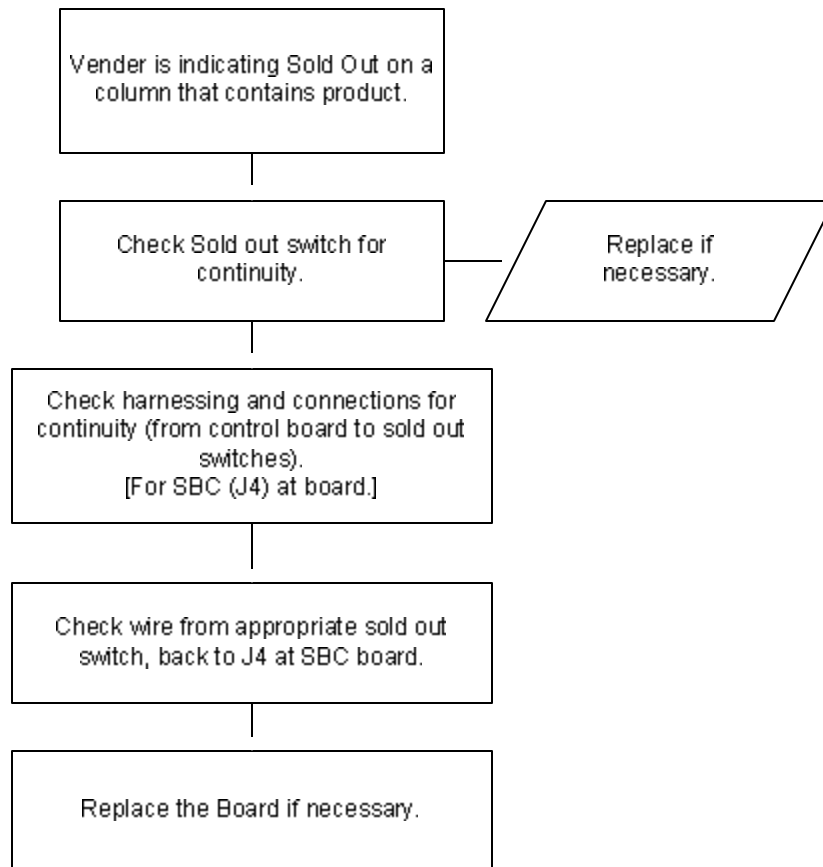 Vender is indicating Sold Out on a
column that contains product.
Check Sold out switch for
continuity.
Replace if
necessary.
Check harnessing and connections for
continuity (from control board to sold out
switches).
[For SBC (J4) at board.]
Check wire from appropriate sold out
switch, back to J4 at SBC board.
Replace the Board if necessary.